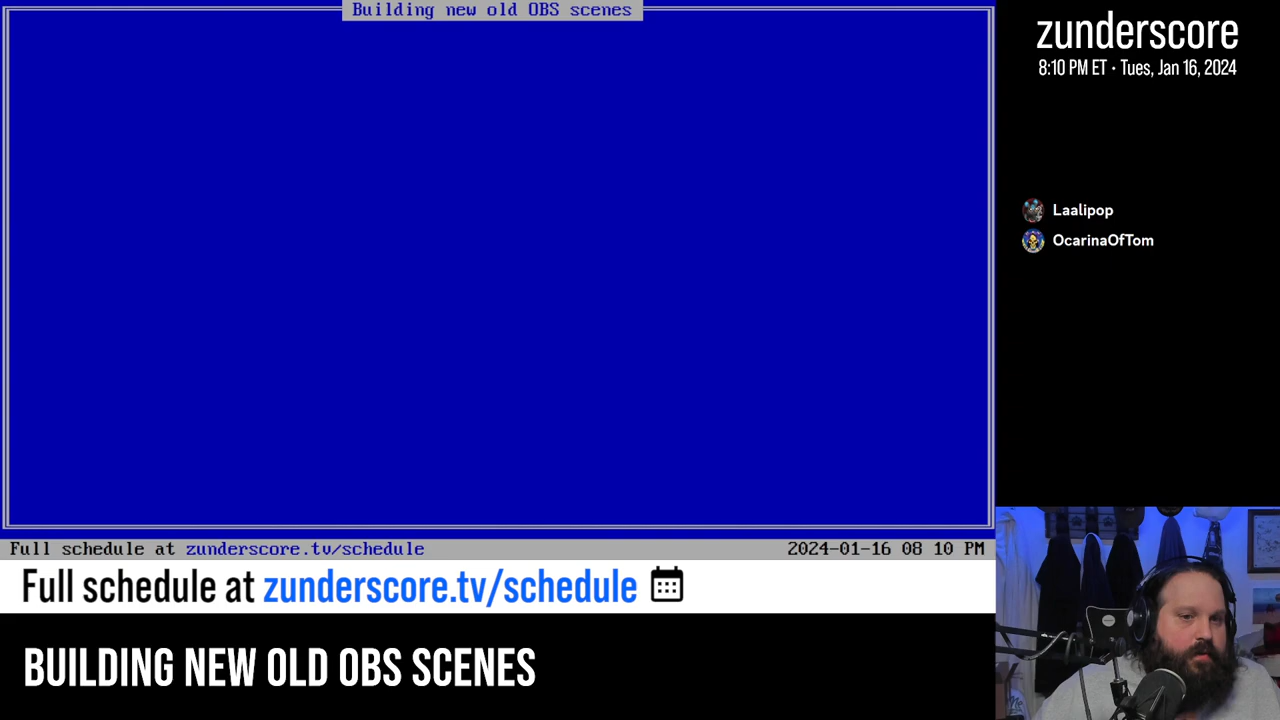 Building new old OBS scenes
zunderscore
8:10 PM ET • Tues, Jan 16, 2024
Laalipop
OcarinaOfTom
Full schedule at zunderscore.tv/schedule
2024-01-16 08 10 PM
Full schedule at zunderscore.tv/schedule
BUILDING NEW OLD OBS SCENES